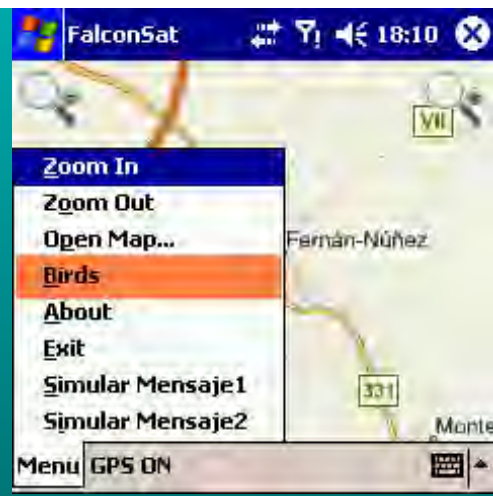 FalconSat 18:10
VII
Zoom In
Zoom Out
Open Map...
Fernán-Núñez
Birds
About
Exit
Simular Mensaje1
331
Simular Mensaje2
Monte
Menu GPS ON